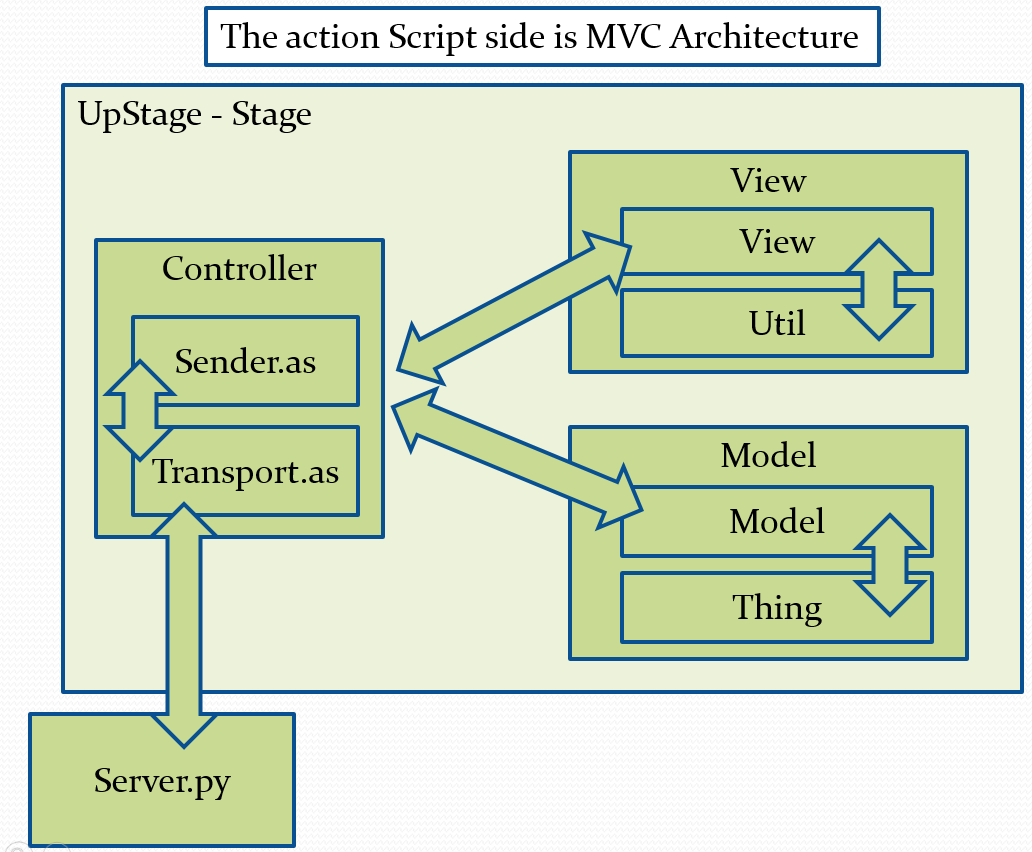 The action Script side is MVC Architecture
UpStage - Stage
View
View
Util
Controller
Sender.as
Transport.as
Model
Model
Thing
Server.py